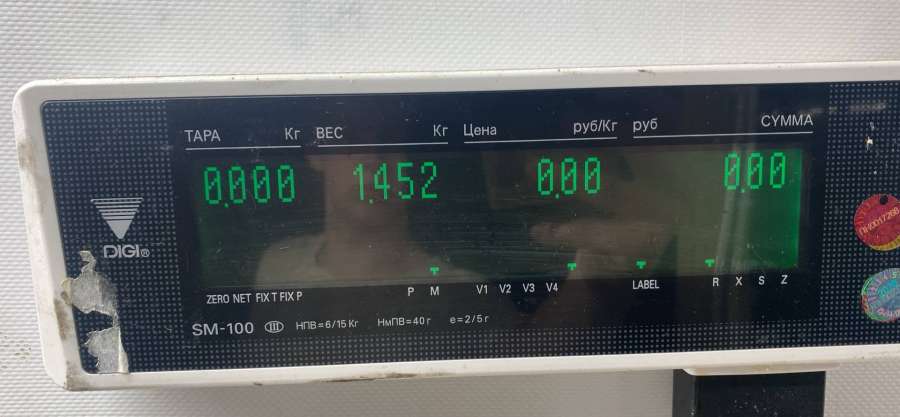 ТАРА Кг ВЕС Кг Цена руб/Кг руб СУММА
0.000 1.452 0.00 0.00
DIGI®
ZERO NET FIX T FIX P P M V1 V2 V3 V4 LABEL R X S Z
SM-100 III НПВ=6/15 Кг НмПВ=40 г e=2/5 г